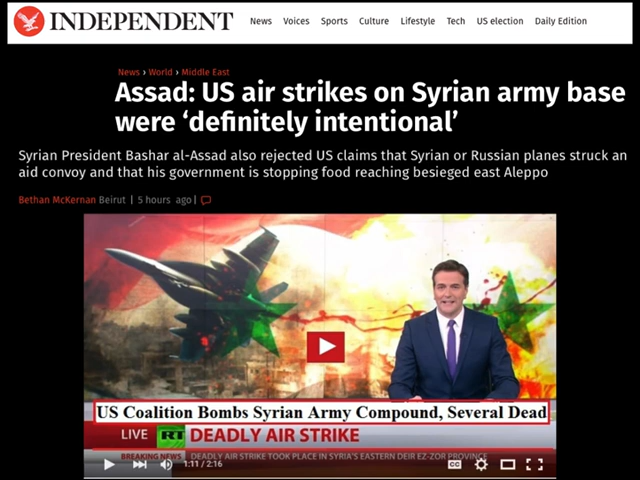 INDEPENDENT News Voices Sports Culture Lifestyle Tech US election Daily Edition
News › World › Middle East
Assad: US air strikes on Syrian army base
were ‘definitely intentional’
Syrian President Bashar al-Assad also rejected US claims that Syrian or Russian planes struck an
aid convoy and that his government is stopping food reaching besieged east Aleppo
Bethan McKernan Beirut | 5 hours ago |
US Coalition Bombs Syrian Army Compound, Several Dead
LIVE RT DEADLY AIR STRIKE
BREAKING NEWS DEADLY AIR STRIKE TOOK PLACE IN SYRIA'S EASTERN DEIR EZ-ZOR PROVINCE
1:11 / 2:16 CC